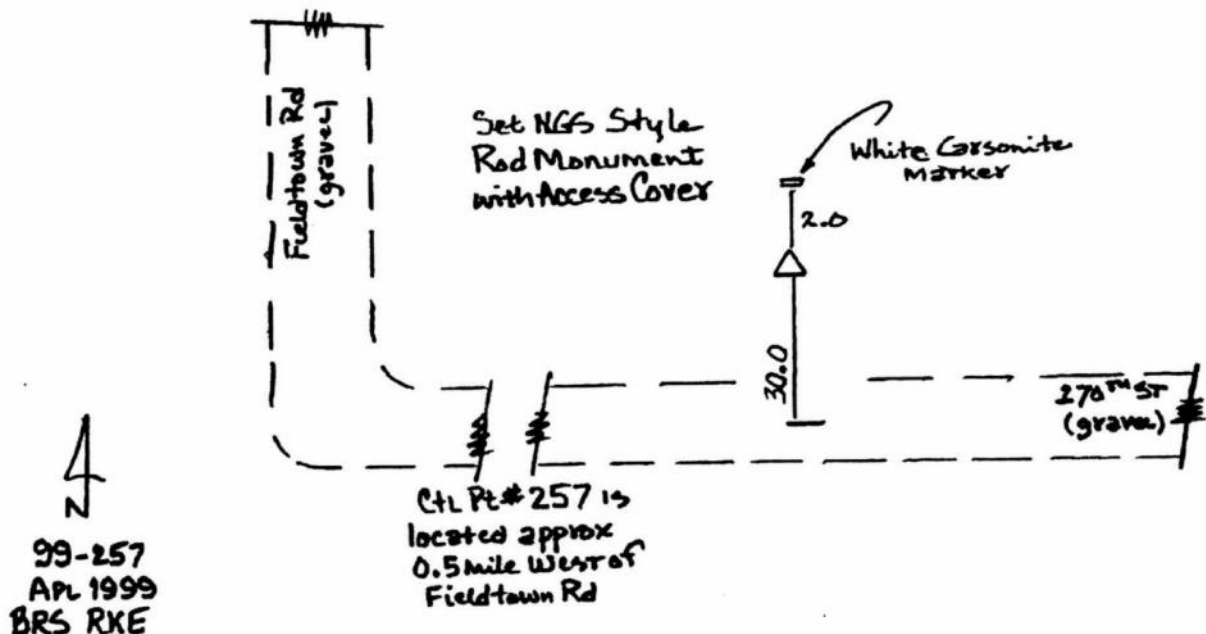 Fieldtown Rd
(gravel)
Set NGS Style
Rod Monument
with Access Cover
White Carsonite
Marker
2.0
30.0
270TH ST
(gravel)
N
99-257
APL 1999
BRS RKE
CtL Pt# 257 is
located approx
0.5 mile West of
Fieldtown Rd